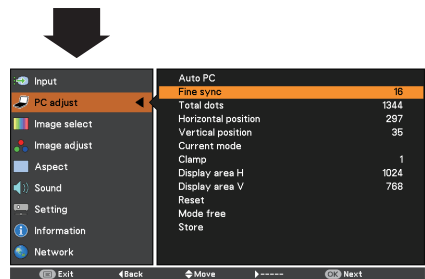 Input
PC adjust
Image select
Image adjust
Aspect
Sound
Setting
Information
Network
Auto PC
Fine sync 16
Total dots 1344
Horizontal position 297
Vertical position 35
Current mode
Clamp 1
Display area H 1024
Display area V 768
Reset
Mode free
Store
Exit Back Move ----- OK Next